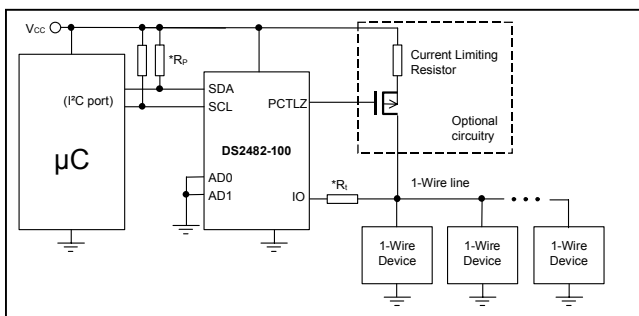 Vcc
*RP
Current Limiting
Resistor
(I²C port)
SDA
SCL
PCTLZ
Optional
circuitry
µC
DS2482-100
AD0
AD1
IO
*Rt
1-Wire line
1-Wire
Device
1-Wire
Device
1-Wire
Device